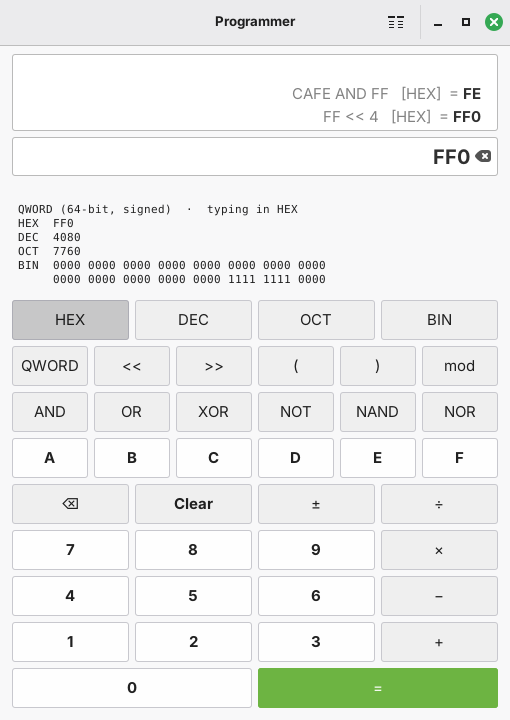 Programmer
CAFE AND FF [HEX] = FE
FF << 4 [HEX] = FF0
FF0
QWORD (64-bit, signed) · typing in HEX
HEX FF0
DEC 4080
OCT 7760
BIN 0000 0000 0000 0000 0000 0000 0000 0000
0000 0000 0000 0000 0000 1111 1111 0000
HEX DEC OCT BIN
QWORD << >> ( ) mod
AND OR XOR NOT NAND NOR
A B C D E F
Clear ± ÷
7 8 9 ×
4 5 6 −
1 2 3 +
0 =